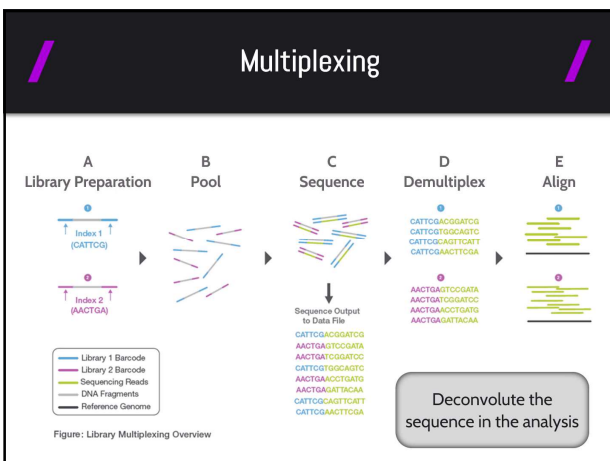 Multiplexing
A
Library Preparation
B
Pool
C
Sequence
D
Demultiplex
E
Align
1
Index 1
(CATTCG)
2
Index 2
(AACTGA)
Sequence Output
to Data File
CATTCGACGGATCG
AACTGAGTCCGATA
AACTGATCGGATCC
CATTCGTGGCAGTC
AACTGAACCTGATG
AACTGAGATTACAA
CATTCGCAGTTCATT
CATTCGAACTTCGA
1
CATTCGACGGATCG
CATTCGTGGCAGTC
CATTCGCAGTTCATT
CATTCGAACTTCGA
2
AACTGAGTCCGATA
AACTGATCGGATCC
AACTGAACCTGATG
AACTGAGATTACAA
1
2
Library 1 Barcode
Library 2 Barcode
Sequencing Reads
DNA Fragments
Reference Genome
Figure: Library Multiplexing Overview
Deconvolute the
sequence in the analysis